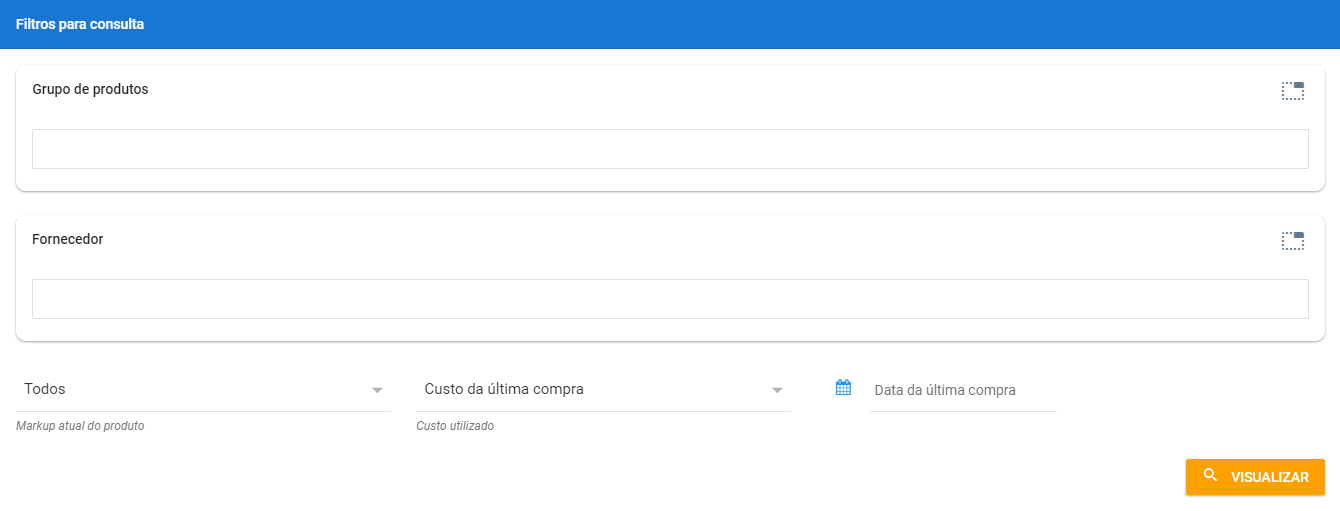 Filtros para consulta
Grupo de produtos
Fornecedor
Todos
Custo da última compra
Data da última compra
Markup atual do produto
Custo utilizado
VISUALIZAR